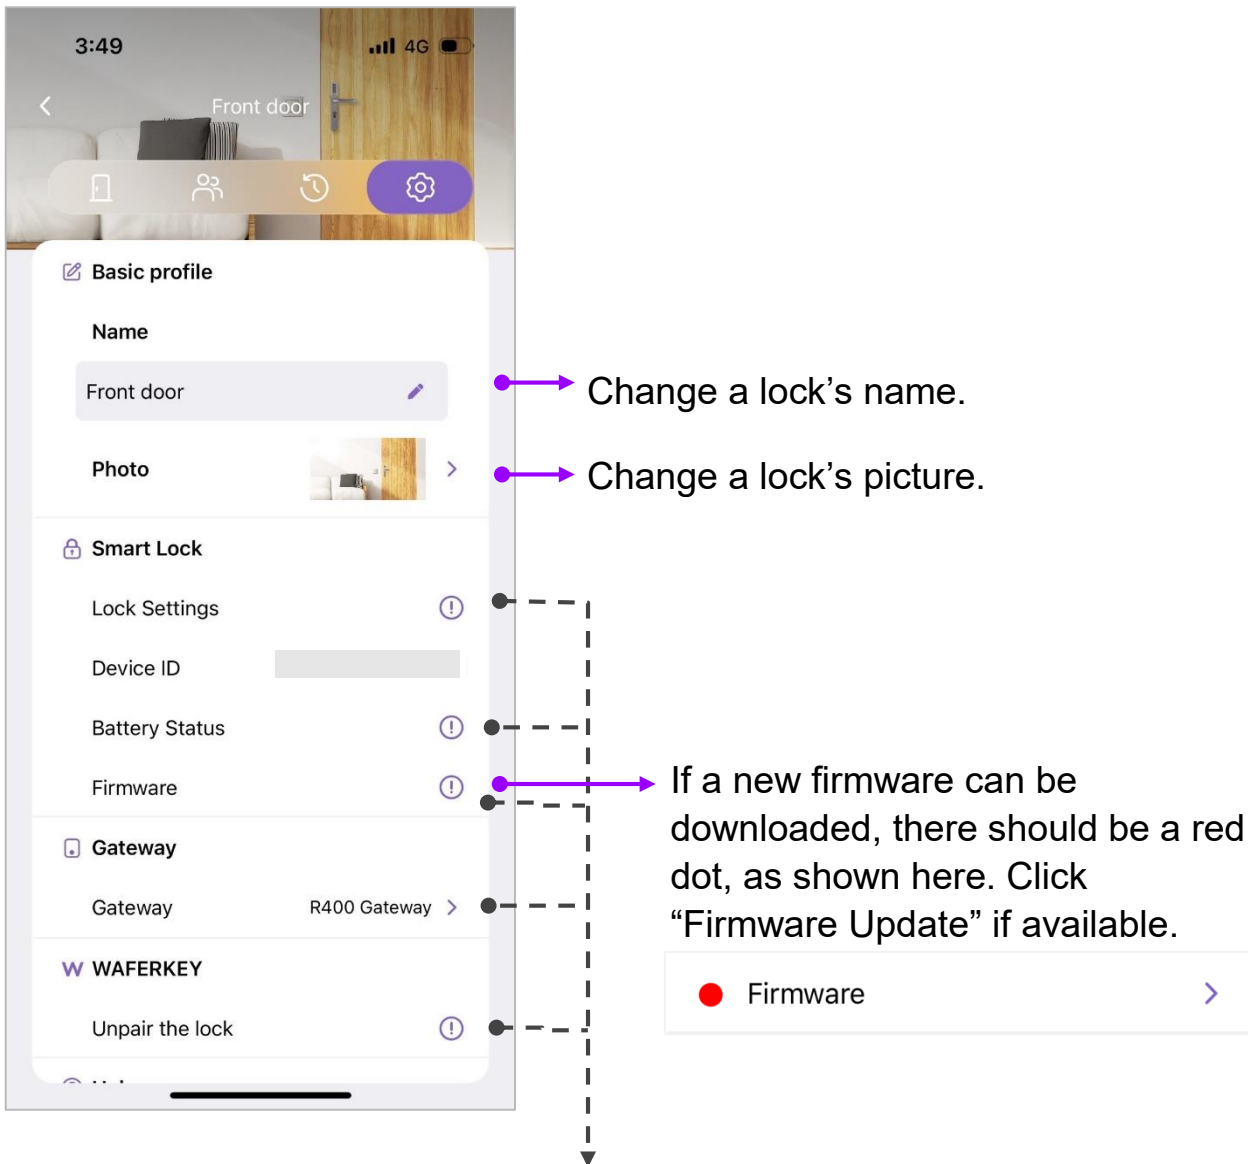 3:49
4G
Front door
Basic profile
Name
Front door
Change a lock’s name.
Photo
Change a lock’s picture.
Smart Lock
Lock Settings
Device ID
Battery Status
Firmware
If a new firmware can be
downloaded, there should be a red
dot, as shown here. Click
“Firmware Update” if available.
Firmware
Gateway
Gateway R400 Gateway
W WAFERKEY
Unpair the lock